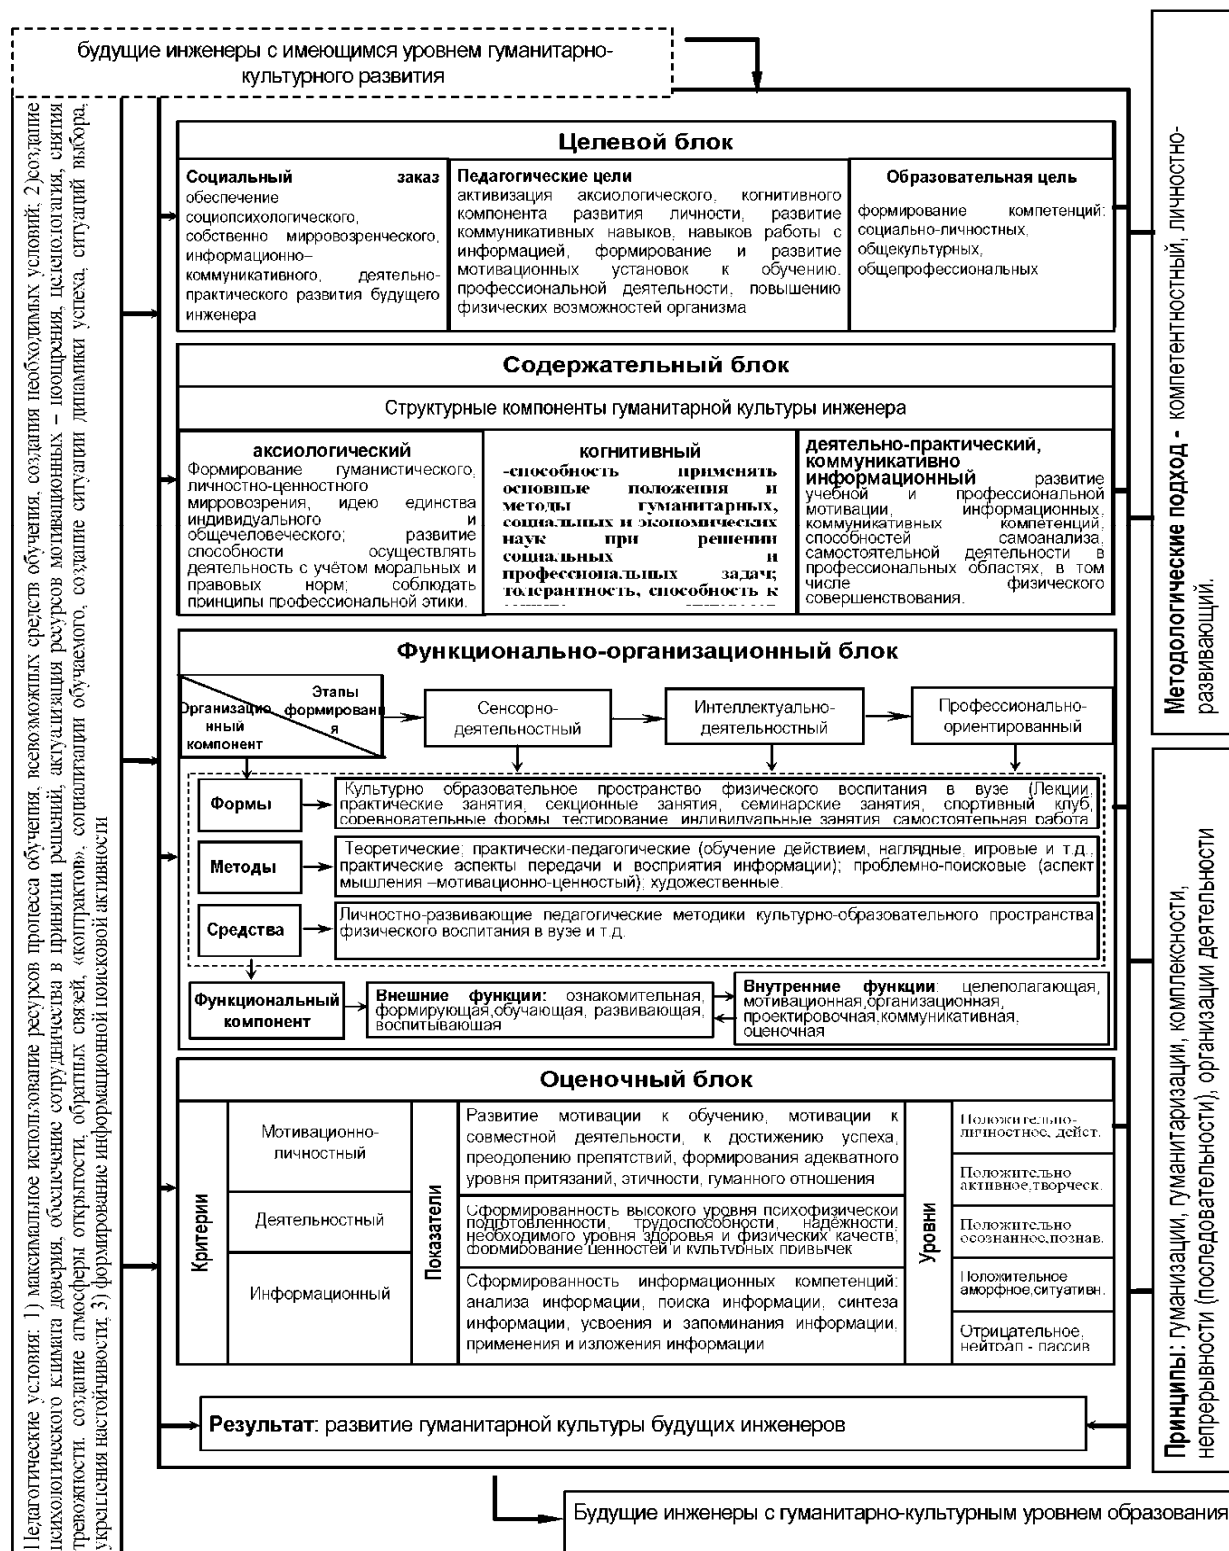 будущие инженеры с имеющимся уровнем гуманитарно-
культурного развития
Педагогические условия: 1) максимальное использование ресурсов процесса обучения, всевозможных средств обучения, создания необходимых условий; 2)создание
психологического климата доверия, обеспечение сотрудничества в принятии решений, актуализация ресурсов мотивационных – поощрения, целеполагания, снятия
тревожности, создание атмосферы открытости, обратных связей, «контрактов», социализации обучаемого, создание ситуации динамики успеха, ситуаций выбора,
укрепления настойчивости; 3) формирование информационной поисковой активности
Целевой блок
Социальный заказ
обеспечение
социопсихологического,
собственно мирровозренческого,
информационно–
коммуникативного, деятельно-
практического развития будущего
инженера
Педагогические цели
активизация аксиологического, когнитивного
компонента развития личности, развитие
коммуникативных навыков, навыков работы с
информацией, формирование и развитие
мотивационных установок к обучению.
профессиональной деятельности, повышению
физических возможностей организма
Образовательная цель
формирование компетенций:
социально-личностных,
общекультурных,
общепрофессиональных
Содержательный блок
Структурные компоненты гуманитарной культуры инженера
аксиологический
Формирование гуманистического,
личностно-ценностного
мирровозрения, идею единства
индивидуального и
общечеловеческого; развитие
способности осуществлять
деятельность с учётом моральных и
правовых норм; соблюдать
принципы профессиональной этики.
когнитивный
-способность применять
основные положения и
методы гуманитарных,
социальных и экономических
наук при решении
социальных и
профессиональных задач;
толерантность, способность к
деятельно-практический,
коммуникативно
информационный развитие
учебной и профессиональной
мотивации, информационных,
коммуникативных компетенций,
способностей самоанализа,
самостоятельной деятельности в
профессиональных областях, в том
числе физического
совершенствования.
Функционально-организационный блок
Этапы
формировани
я
Организацио
нный
компонент
Сенсорно-
деятельностный
Интеллектуально-
деятельностный
Профессионально-
ориентированный
Формы
Культурно образовательное пространство физического воспитания в вузе (Лекции,
практические занятия, секционные занятия, семинарские занятия, спортивный клуб,
соревновательные формы, тестирование, индивидуальные занятия, самостоятельная работа
Методы
Теоретические; практически-педагогические (обучение действием, наглядные, игровые и т.д.,
практические аспекты передачи и восприятия информации); проблемно-поисковые (аспект
мышления –мотивационно-ценностый); художественные.
Средства
Личностно-развивающие педагогические методики культурно-образовательного пространства
физического воспитания в вузе и т.д.
Функциональный
компонент
Внешние функции: ознакомительная,
формирующая,обучающая, развивающая,
воспитывающая
Внутренние функции: целеполагающая,
мотивационная,организационная,
проектировочная,коммуникативная,
оценочная
Оценочный блок
Критерии
Мотивационно-
личностный
Деятельностный
Информационный
Показатели
Развитие мотивации к обучению, мотивации к
совместной деятельности, к достижению успеха,
преодолению препятствий, формирования адекватного
уровня притязаний, этичности, гуманного отношения
Сформированность высокого уровня психофизической
подготовленности, трудоспособности, надёжности,
необходимого уровня здоровья и физических качеств,
формирование ценностей и культурных привычек
Сформированность информационных компетенций:
анализа информации, поиска информации, синтеза
информации, усвоения и запоминания информации,
применения и изложения информации
Уровни
Положительно-
личностное, дейст.
Положительно
активное,творческ.
Положительно
осознанное,познав.
Положительное
аморфное,ситуативн.
Отрицательное,
нейтрал - пассив
Результат: развитие гуманитарной культуры будущих инженеров
Будущие инженеры с гуманитарно-культурным уровнем образования
Методологические подход - компетентностный, личностно-
развивающий.
Принципы: гуманизации, гуманитаризации, комплексности,
непрерывности (последовательности), организации деятельности